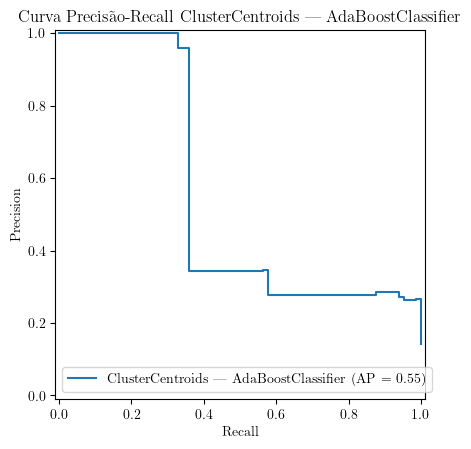 Curva Precisão-Recall ClusterCentroids — AdaBoostClassifier
1.0
0.8
0.6
0.4
0.2
0.0
Precision
ClusterCentroids — AdaBoostClassifier (AP = 0.55)
0.0 0.2 0.4 0.6 0.8 1.0
Recall